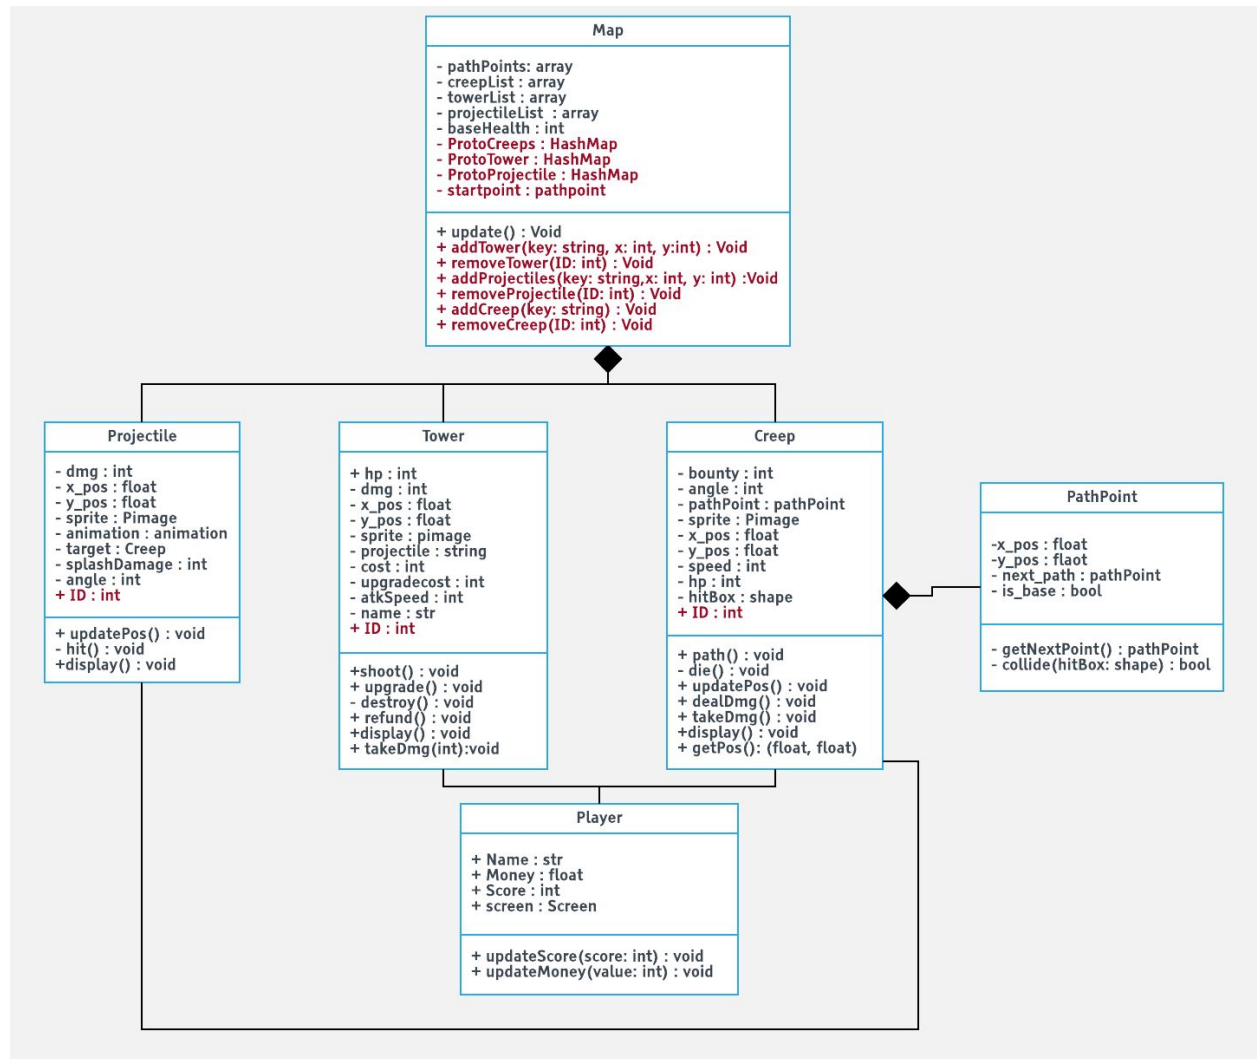 Map
- pathPoints: array
- creepList : array
- towerList : array
- projectileList  : array
- baseHealth : int
- ProtoCreeps : HashMap
- ProtoTower : HashMap
- ProtoProjectile : HashMap
- startpoint : pathpoint
+ update() : Void
+ addTower(key: string, x: int, y:int) : Void
+ removeTower(ID: int) : Void
+ addProjectiles(key: string,x: int, y: int) :Void
+ removeProjectile(ID: int) : Void
+ addCreep(key: string) : Void
+ removeCreep(ID: int) : Void
Projectile
- dmg : int
- x_pos : float
- y_pos : float
- sprite : Pimage
- animation : animation
- target : Creep
- splashDamage : int
- angle : int
+ ID : int
+ updatePos() : void
- hit() : void
+display() : void
Tower
+ hp : int
- dmg : int
- x_pos : float
- y_pos : float
- sprite : pimage
- projectile : string
- cost : int
- upgradecost : int
- atkSpeed : int
- name : str
+ ID : int
+shoot() : void
+ upgrade() : void
- destroy() : void
+ refund() : void
+display() : void
+ takeDmg(int):void
Creep
- bounty : int
- angle : int
- pathPoint : pathPoint
- sprite : Pimage
- x_pos : float
- y_pos : float
- speed : int
- hp : int
- hitBox : shape
+ ID : int
+ path() : void
- die() : void
+ updatePos() : void
+ dealDmg() : void
+ takeDmg() : void
+display() : void
+ getPos(): (float, float)
PathPoint
-x_pos : float
-y_pos : flaot
- next_path : pathPoint
- is_base : bool
- getNextPoint() : pathPoint
- collide(hitBox: shape) : bool
Player
+ Name : str
+ Money : float
+ Score : int
+ screen : Screen
+ updateScore(score: int) : void
+ updateMoney(value: int) : void